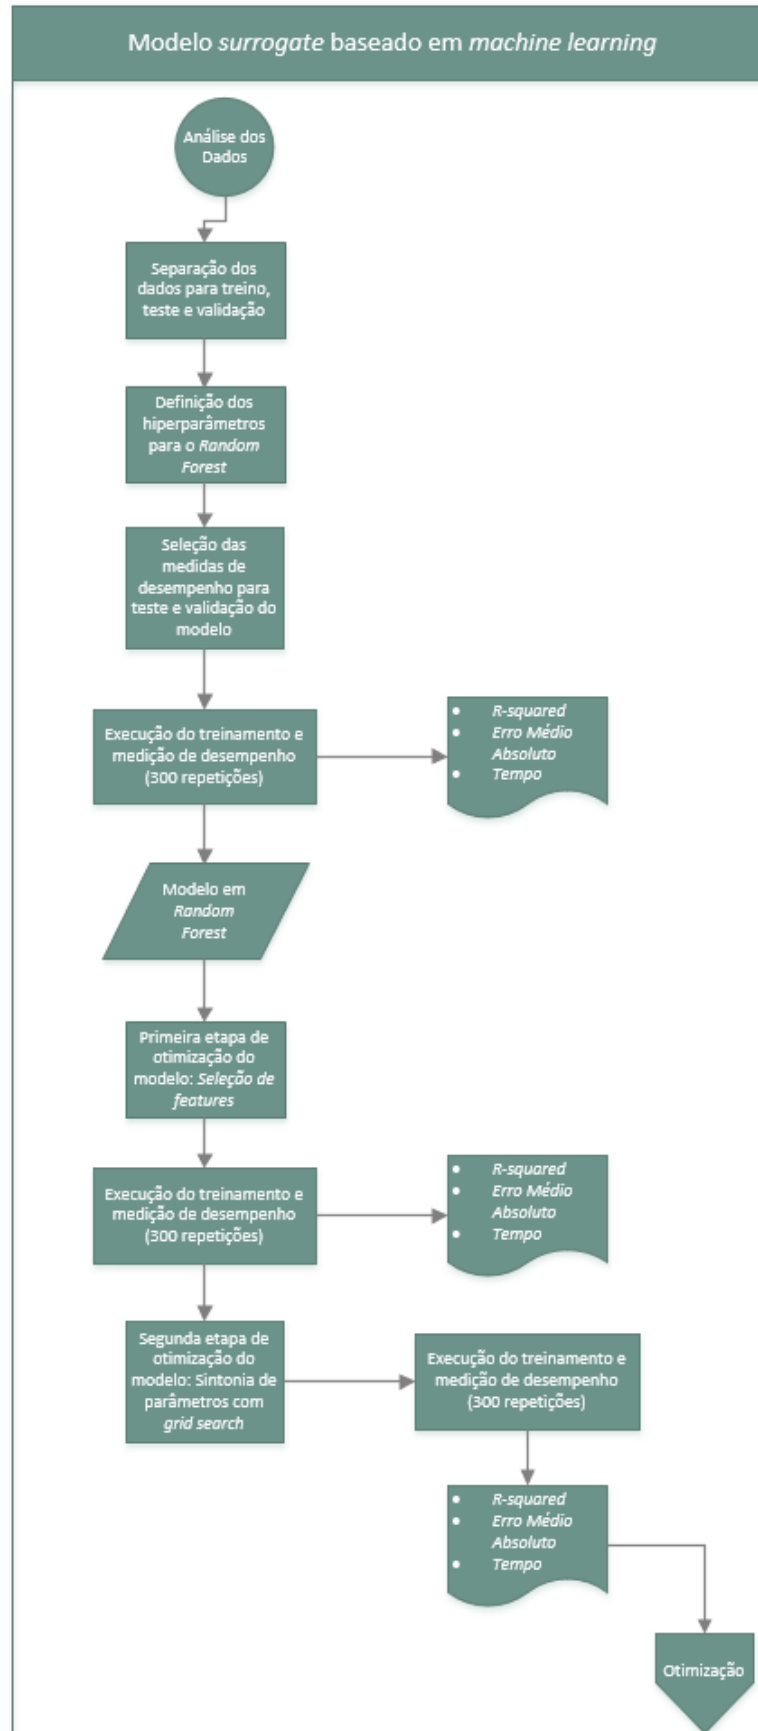 Modelo surrogate baseado em machine learning
Análise dos
Dados
Separação dos
dados para treino,
teste e validação
Definição dos
hiperparâmetros
para o Random
Forest
Seleção das
medidas de
desempenho para
teste e validação do
modelo
Execução do treinamento e
medição de desempenho
(300 repetições)
• R-squared
• Erro Médio
Absoluto
• Tempo
Modelo em
Random
Forest
Primeira etapa de
otimização do
modelo: Seleção de
features
Execução do treinamento e
medição de desempenho
(300 repetições)
• R-squared
• Erro Médio
Absoluto
• Tempo
Segunda etapa de
otimização do
modelo: Sintonia de
parâmetros com
grid search
Execução do treinamento e
medição de desempenho
(300 repetições)
• R-squared
• Erro Médio
Absoluto
• Tempo
Otimização